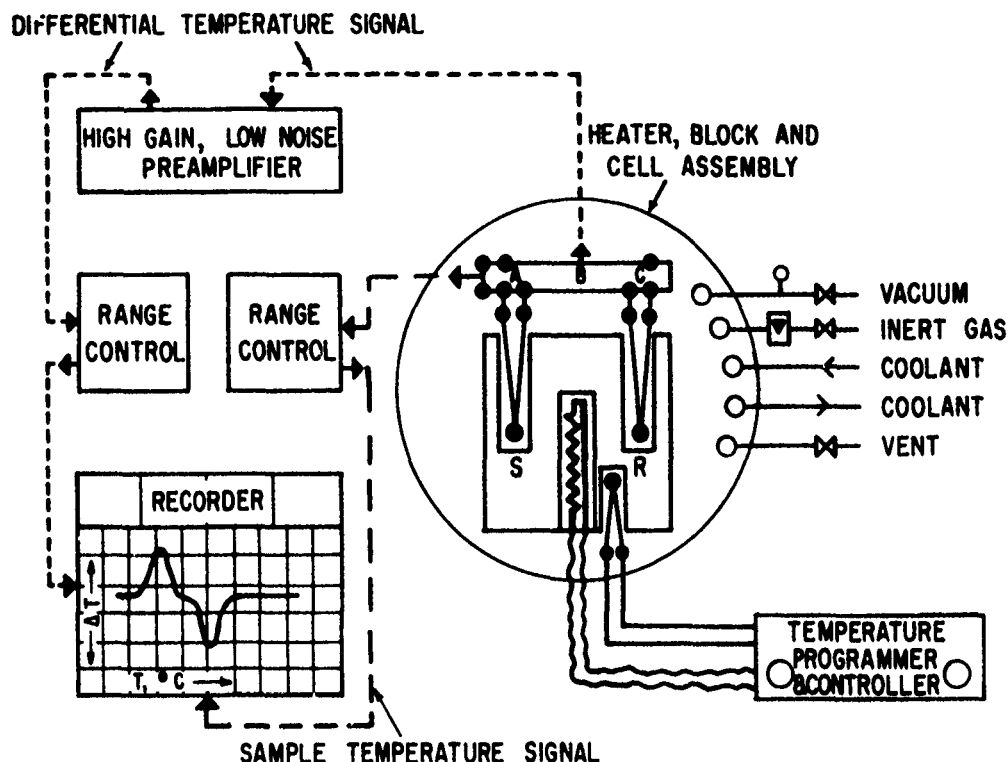 DIFFERENTIAL TEMPERATURE SIGNAL
HIGH GAIN, LOW NOISE
PREAMPLIFIER
HEATER, BLOCK AND
CELL ASSEMBLY
A B C
RANGE
CONTROL
RANGE
CONTROL
VACUUM
INERT GAS
COOLANT
COOLANT
VENT
S R
RECORDER
ΔT
T, °C
TEMPERATURE
PROGRAMMER
&CONTROLLER
SAMPLE TEMPERATURE SIGNAL